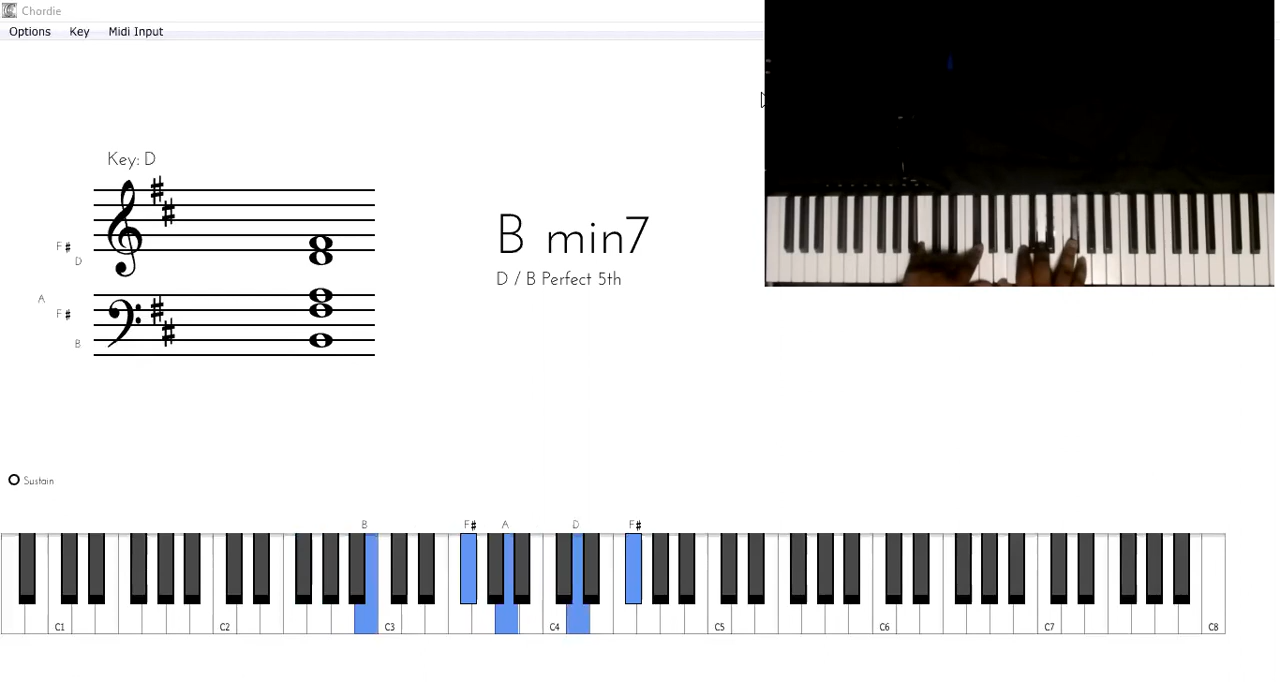 Chordie
Options Key Midi Input
Key: D
F♯
D
A
F♯
B
B min7
D / B Perfect 5th
Sustain
B F♯ A D F♯
C1 C2 C3 C4 C5 C6 C7 C8